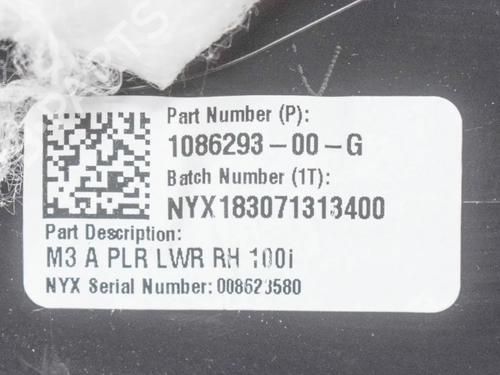 Part Number (P):
1086293-00-G
Batch Number (1T):
NYX183071313400
Part Description:
M3 A PLR LWR RH 100i
NYX Serial Number: 008623580